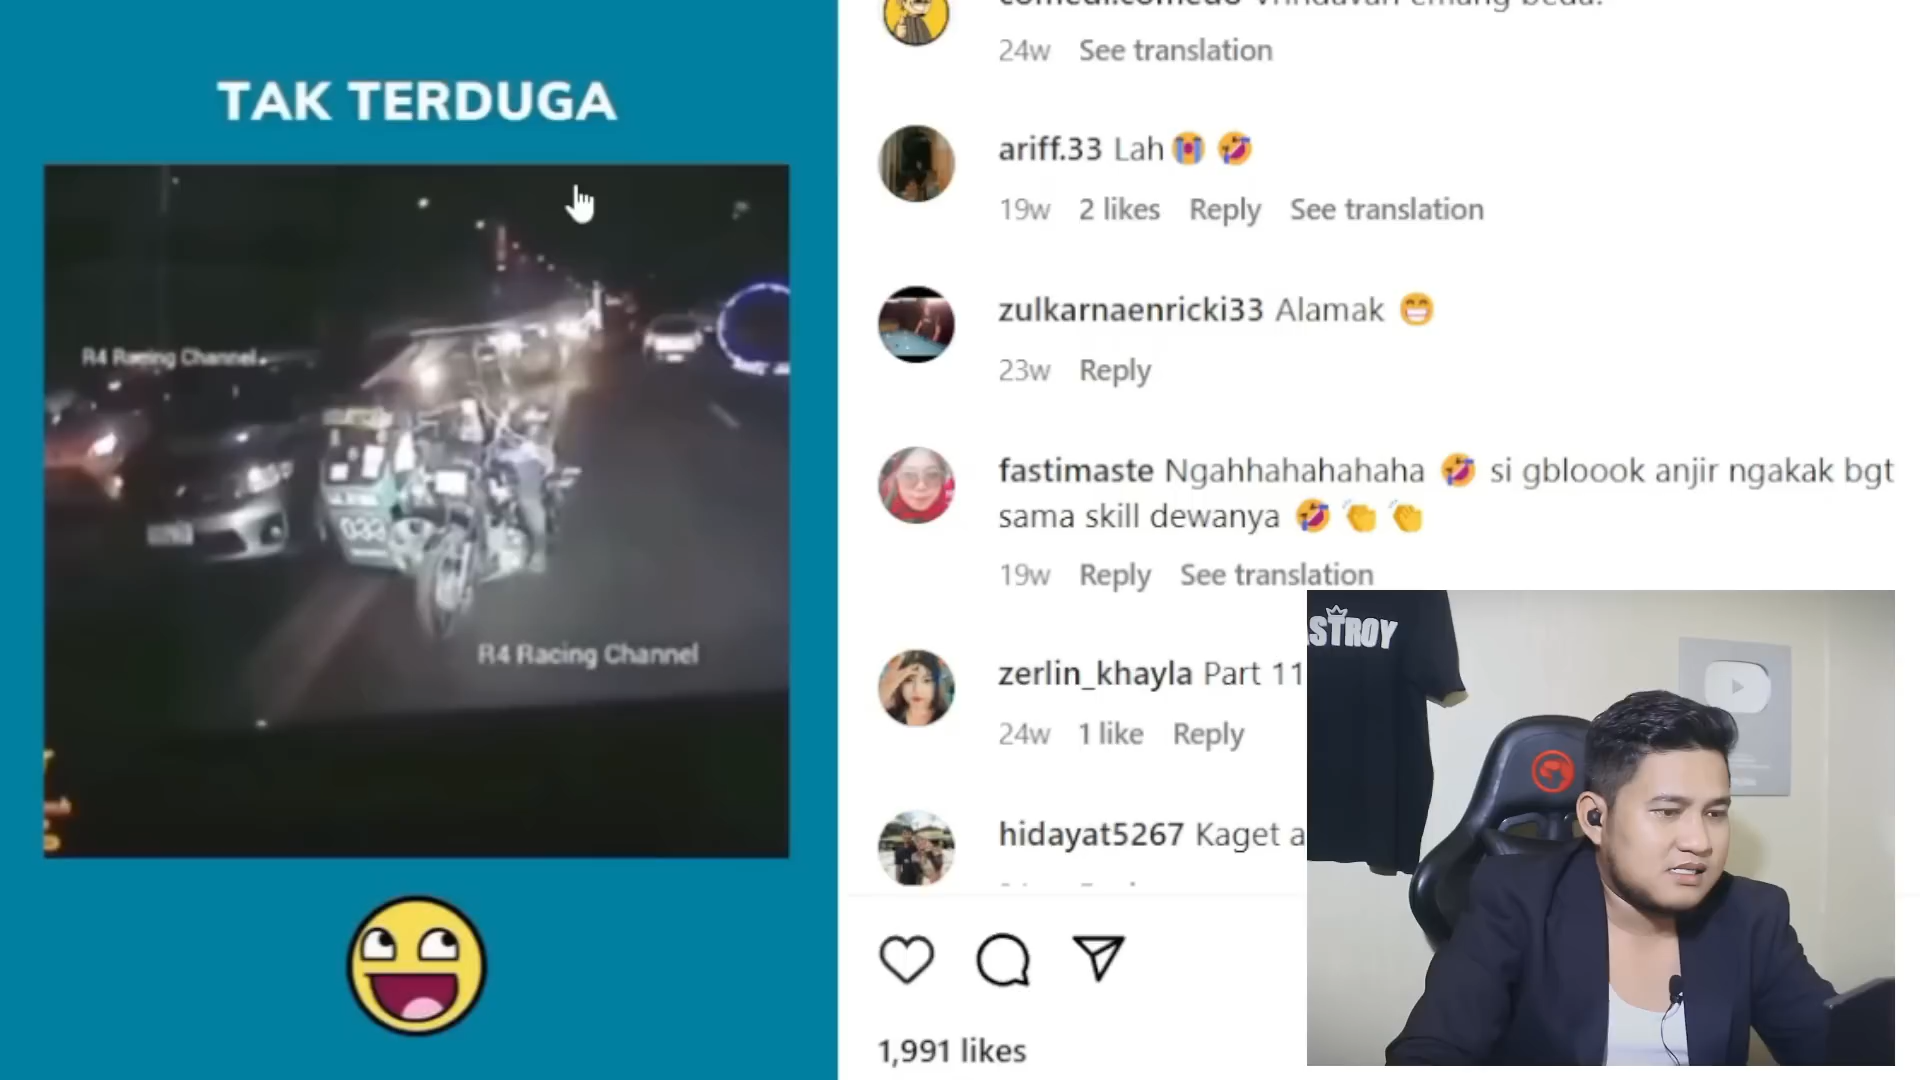 TAK TERDUGA
R4 Racing Channel
033
R4 Racing Channel
24w See translation
ariff.33 Lah 😭 🤣
19w 2 likes Reply See translation
zulkarnaenricki33 Alamak 😁
23w Reply
fastimaste Ngahhahahahaha 🤣 si gbloook anjir ngakak bgt
sama skill dewanya 🤣 👏 👏
19w Reply See translation
zerlin_khayla Part 11
24w 1 like Reply
hidayat5267 Kaget a
1,991 likes
STROY